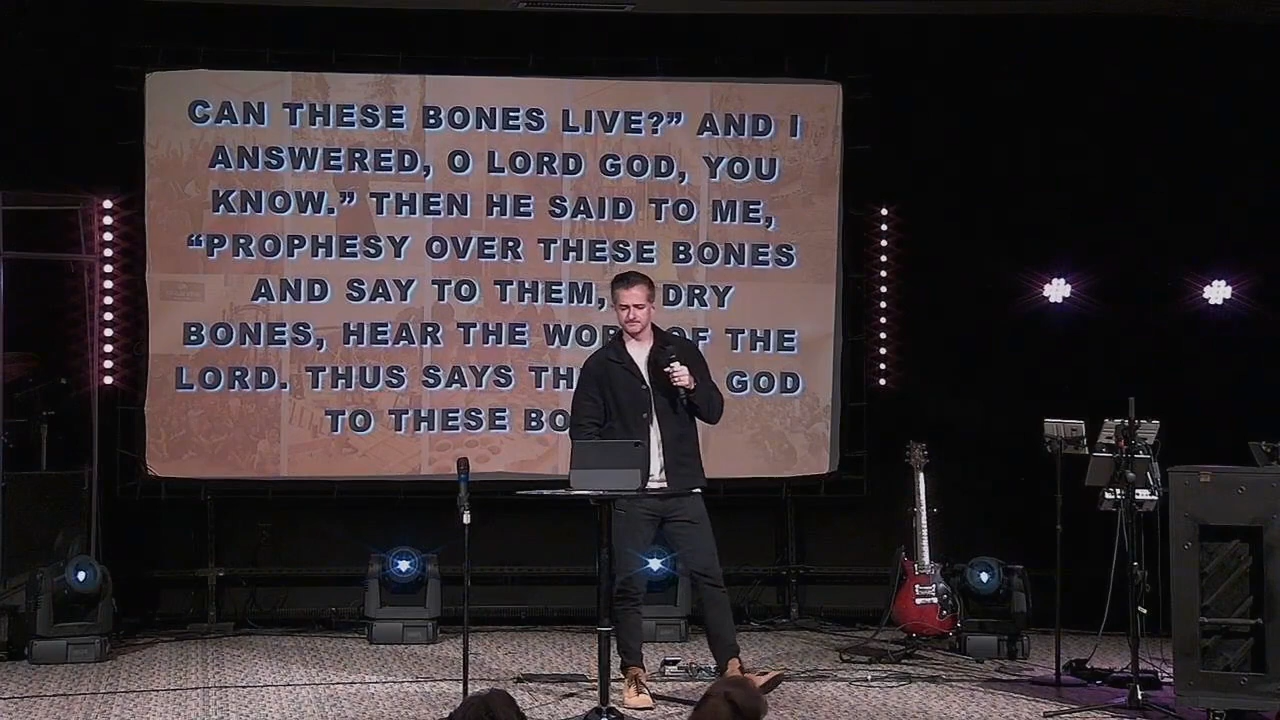 CAN THESE BONES LIVE?” AND I
ANSWERED, O LORD GOD, YOU
KNOW.” THEN HE SAID TO ME,
“PROPHESY OVER THESE BONES
AND SAY TO THEM, DRY
BONES, HEAR THE OF THE
LORD. THUS SAYS GOD
TO THESE